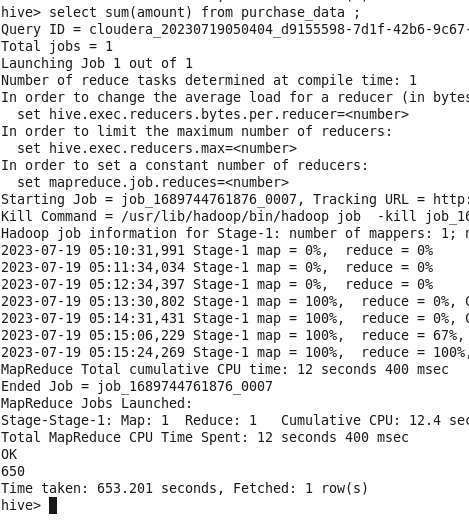 hive> select sum(amount) from purchase_data ;
Query ID = cloudera_20230719050404_d9155598-7d1f-42b6-9c67-
Total jobs = 1
Launching Job 1 out of 1
Number of reduce tasks determined at compile time: 1
In order to change the average load for a reducer (in bytes
  set hive.exec.reducers.bytes.per.reducer=<number>
In order to limit the maximum number of reducers:
  set hive.exec.reducers.max=<number>
In order to set a constant number of reducers:
  set mapreduce.job.reduces=<number>
Starting Job = job_1689744761876_0007, Tracking URL = http:
Kill Command = /usr/lib/hadoop/bin/hadoop job  -kill job_16
Hadoop job information for Stage-1: number of mappers: 1;
2023-07-19 05:10:31,991 Stage-1 map = 0%,  reduce = 0%
2023-07-19 05:11:34,034 Stage-1 map = 0%,  reduce = 0%
2023-07-19 05:12:34,397 Stage-1 map = 0%,  reduce = 0%
2023-07-19 05:13:30,802 Stage-1 map = 100%,  reduce = 0%, C
2023-07-19 05:14:31,431 Stage-1 map = 100%,  reduce = 0%, C
2023-07-19 05:15:06,229 Stage-1 map = 100%,  reduce = 67%,
2023-07-19 05:15:24,269 Stage-1 map = 100%,  reduce = 100%,
MapReduce Total cumulative CPU time: 12 seconds 400 msec
Ended Job = job_1689744761876_0007
MapReduce Jobs Launched:
Stage-Stage-1: Map: 1  Reduce: 1   Cumulative CPU: 12.4 sec
Total MapReduce CPU Time Spent: 12 seconds 400 msec
OK
650
Time taken: 653.201 seconds, Fetched: 1 row(s)
hive>